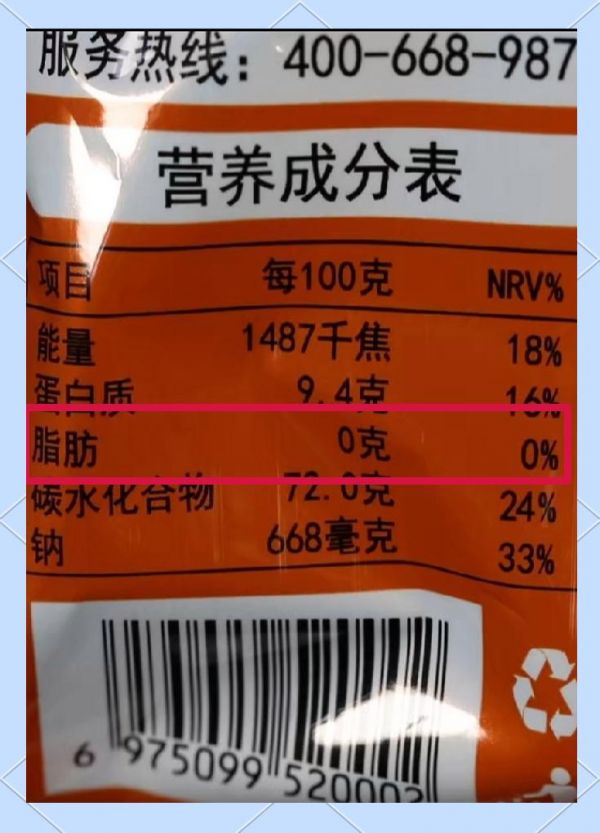 服务热线：400-668-987
营养成分表
项目 每100克 NRV%
能量 1487千焦 18%
蛋白质 9.4克 16%
脂肪 0克 0%
碳水化合物 72.0克 24%
钠 668毫克 33%
6 975099 520002